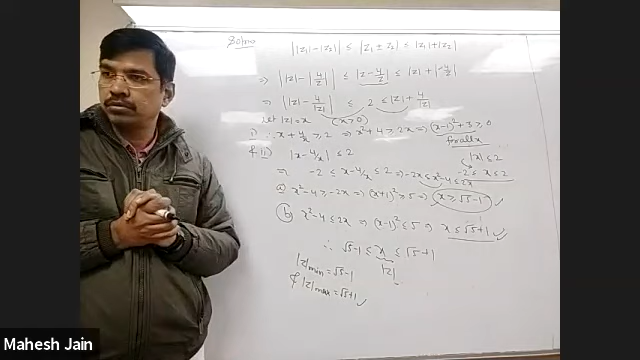 Soln:
||z₁|-|z₂|| ≤ |z₁ ± z₂| ≤ |z₁|+|z₂|
⇒ ||z| - |4/z|| ≤ |z - 4/z| ≤ |z| + |-4/z|
⇒ ||z| - 4/|z|| ≤ 2 ≤ |z| + 4/|z|
Let |z|=x (x>0)
i) ∴ x + 4/x ≥ 2 ⇒ x²+4 ≥ 2x ⇒ (x-1)²+3 ≥ 0
for all x
& ii) |x - 4/x| ≤ 2
|x| ≤ 2
-2 ≤ x ≤ 2
⇒ -2 ≤ x - 4/x ≤ 2 ⇒ -2x ≤ x²-4 ≤ 2x
ⓐ x²-4 ≥ -2x ⇒ (x+1)² ≥ 5 ⇒ x ≥ √5-1
ⓑ x²-4 ≤ 2x ⇒ (x-1)² ≤ 5 ⇒ x ≤ √5+1
∴ √5-1 ≤ x ≤ √5+1
|z|
|z|min = √5-1
& |z|max = √5+1
Mahesh Jain